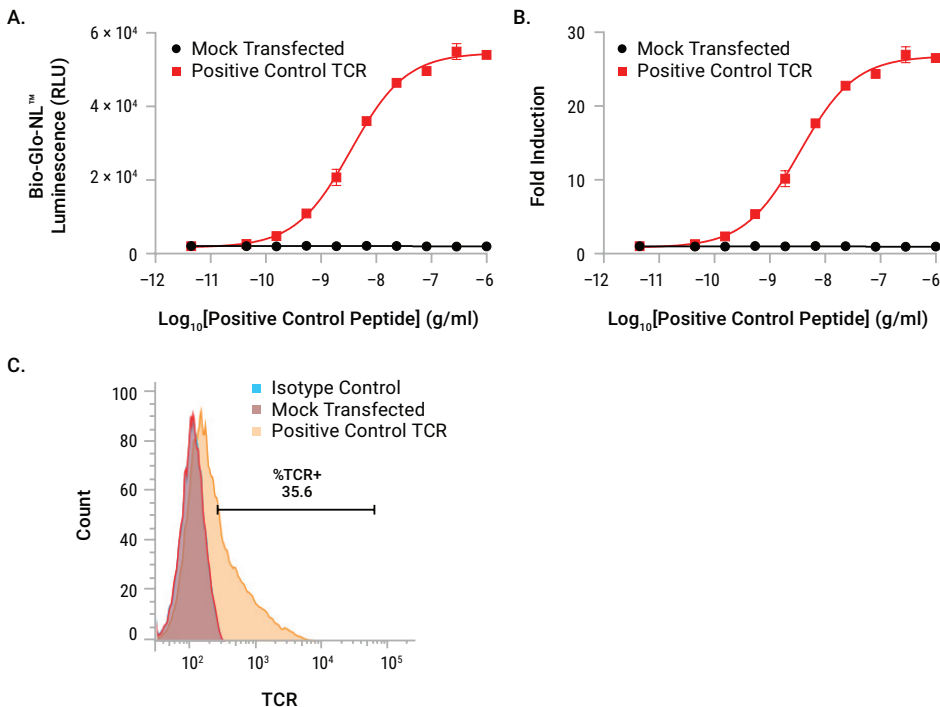 A.
6 × 10⁴
4 × 10⁴
2 × 10⁴
0
Bio-Glo-NL™
Luminescence (RLU)
Mock Transfected
Positive Control TCR
−12 −11 −10 −9 −8 −7 −6
Log₁₀[Positive Control Peptide] (g/ml)
B.
30
20
10
0
Fold Induction
Mock Transfected
Positive Control TCR
−12 −11 −10 −9 −8 −7 −6
Log₁₀[Positive Control Peptide] (g/ml)
C.
100
80
60
40
20
0
Count
Isotype Control
Mock Transfected
Positive Control TCR
%TCR+
35.6
10² 10³ 10⁴ 10⁵
TCR